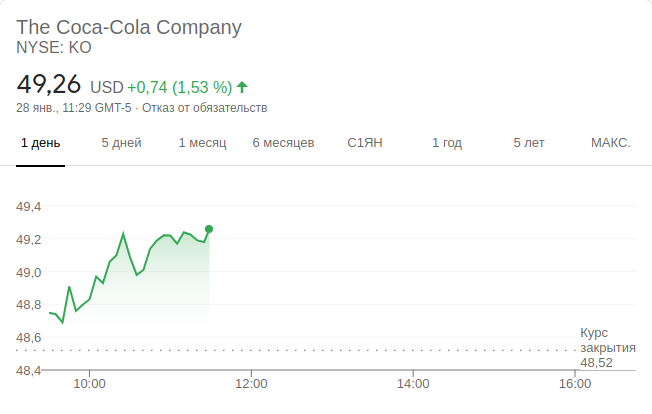 The Coca-Cola Company
NYSE: KO
49,26 USD +0,74 (1,53 %)
28 янв., 11:29 GMT-5 · Отказ от обязательств
1 день 5 дней 1 месяц 6 месяцев С1ЯН 1 год 5 лет МАКС.
49,4
49,2
49,0
48,8
48,6
48,4
Курс
закрытия
48,52
10:00 12:00 14:00 16:00